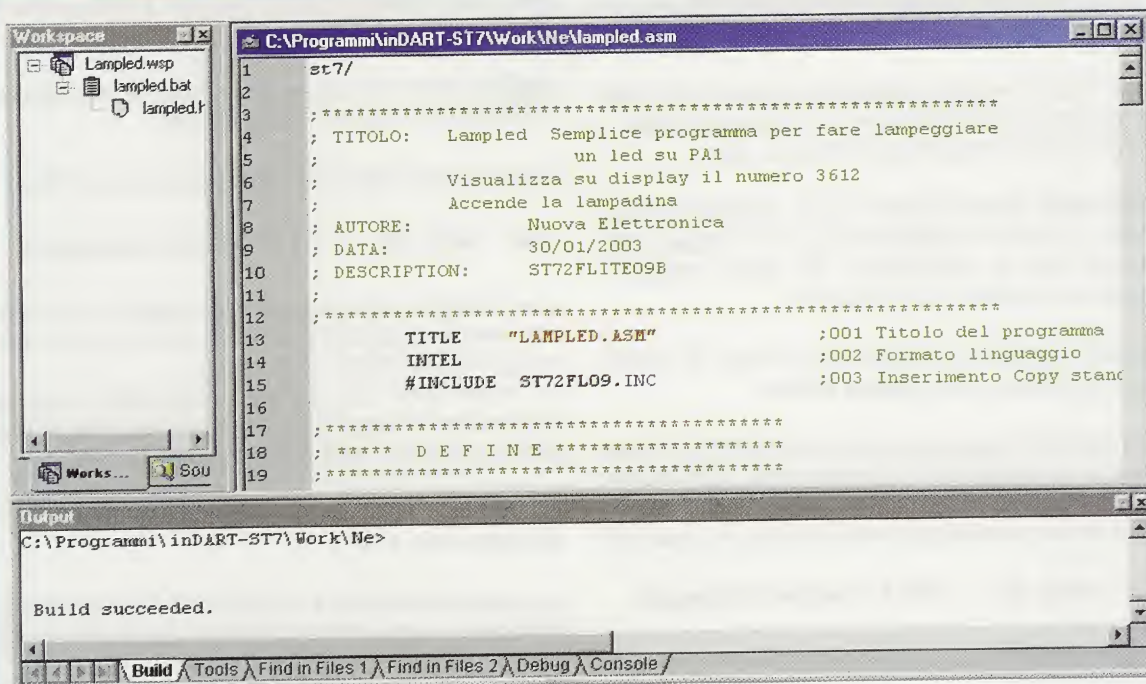 Workspace
Lampled.wsp
lampled.bat
lampled.h
Works...
Sou
C:\Programmi\inDART-ST7\Work\Ne\lampled.asm
1 st7/
2
3 ;************************************************************
4 ; TITOLO: Lampled Semplice programma per fare lampeggiare
5 ; un led su PA1
6 ; Visualizza su display il numero 3612
7 ; Accende la lampadina
8 ; AUTORE: Nuova Elettronica
9 ; DATA: 30/01/2003
10 ; DESCRIPTION: ST72FLITE09B
11 ;
12 ;************************************************************
13 TITLE "LAMPLED.ASM" ;001 Titolo del programma
14 INTEL ;002 Formato linguaggio
15 #INCLUDE ST72FL09.INC ;003 Inserimento Copy stand
16
17 ;*****************************************
18 ; ***** D E F I N E ********************
19 ;*****************************************
Output
C:\Programmi\inDART-ST7\Work\Ne>
Build succeeded.
Build Tools Find in Files 1 Find in Files 2 Debug Console